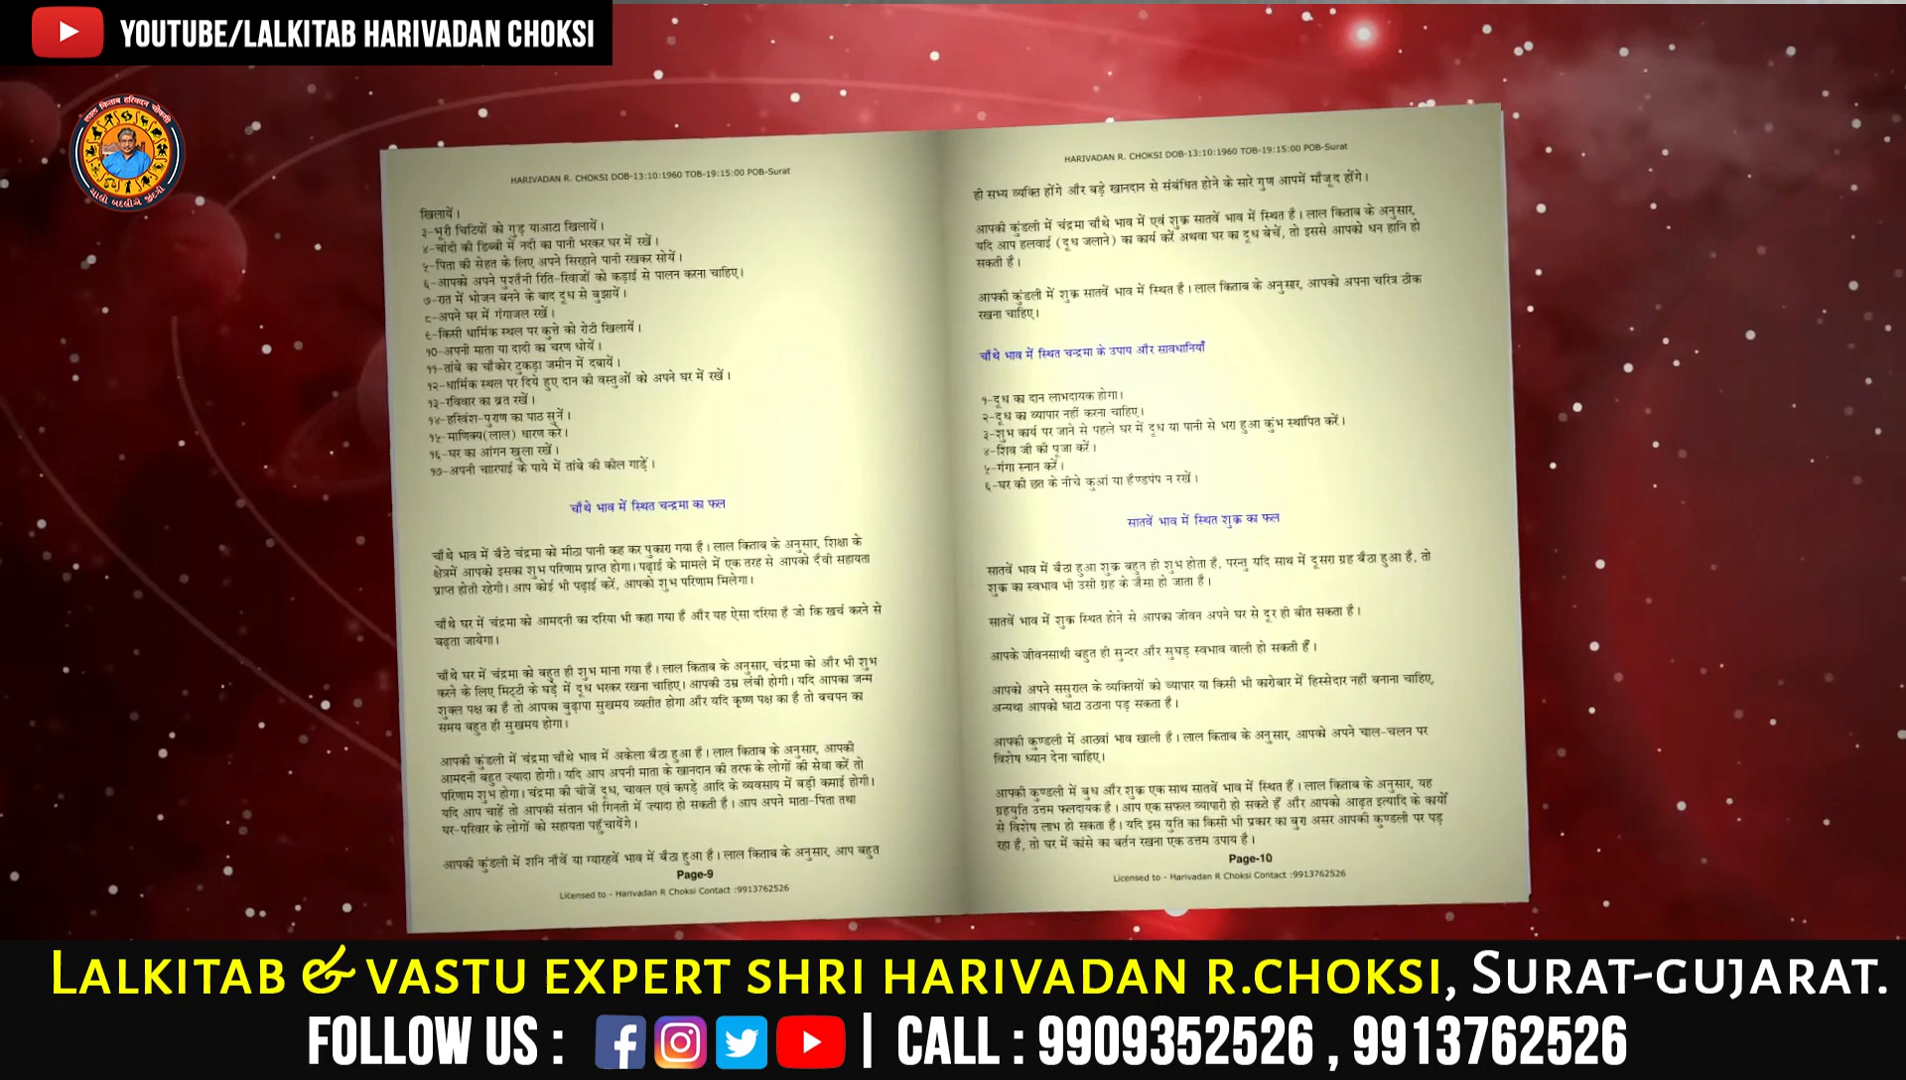 YOUTUBE/LALKITAB HARIVADAN CHOKSI
लाल किताब हरिवदन चोकसी
ચાલો બદલીએ જીંદગી
HARIVADAN R. CHOKSI DOB-13:10:1960 TOB-19:15:00 POB-Surat
खिलायें।
३-भूरी चिटियों को गुड़ याआटा खिलायें।
४-चांदी की डिब्बी में नदी का पानी भरकर घर में रखें।
५-पिता की सेहत के लिए अपने सिरहाने पानी रखकर सोयें।
६-आपको अपने पुश्तैनी रिति-रिवाजों को कड़ाई से पालन करना चाहिए।
७-रात में भोजन बनने के बाद दूध से बुझायें।
८-अपने घर में गंगाजल रखें।
९-किसी धार्मिक स्थल पर कुत्ते को रोटी खिलायें।
१०-अपनी माता या दादी का चरण धोयें।
११-तांबे का चौकोर टुकड़ा जमीन में दबायें।
१२-धार्मिक स्थल पर दिये हुए दान की वस्तुओं को अपने घर में रखें।
१३-रविवार का व्रत रखें।
१४-हरिवंश-पुराण का पाठ सुनें।
१५-माणिक्य(लाल) धारण करें।
१६-घर का आंगन खुला रखें।
१७-अपनी चारपाई के पाये में तांबे की कील गाड़ें।
चौथे भाव में स्थित चन्द्रमा का फल
चौथे भाव में बैठे चंद्रमा को मीठा पानी कह कर पुकारा गया है। लाल किताब के अनुसार, शिक्षा के
क्षेत्रमें आपको इसका शुभ परिणाम प्राप्त होगा। पढ़ाई के मामले में एक तरह से आपको दैवी सहायता
प्राप्त होती रहेगी। आप कोई भी पढ़ाई करें, आपको शुभ परिणाम मिलेगा।
चौथे घर में चंद्रमा को आमदनी का दरिया भी कहा गया है और यह ऐसा दरिया है जो कि खर्च करने से
बढ़ता जायेगा।
चौथे घर में चंद्रमा को बहुत ही शुभ माना गया है। लाल किताब के अनुसार, चंद्रमा को और भी शुभ
करने के लिए मिट्टी के घड़े में दूध भरकर रखना चाहिए। आपकी उम्र लंबी होगी। यदि आपका जन्म
शुक्ल पक्ष का है तो आपका बुढ़ापा सुखमय व्यतीत होगा और यदि कृष्ण पक्ष का है तो बचपन का
समय बहुत ही सुखमय होगा।
आपकी कुंडली में चंद्रमा चौथे भाव में अकेला बैठा हुआ है। लाल किताब के अनुसार, आपकी
आमदनी बहुत ज्यादा होगी। यदि आप अपनी माता के खानदान की तरफ के लोगों की सेवा करें तो
परिणाम शुभ होगा। चंद्रमा की चीजें दूध, चावल एवं कपड़े आदि के व्यवसाय में बड़ी कमाई होगी।
यदि आप चाहें तो आपकी संतान भी गिनती में ज्यादा हो सकती है। आप अपने माता-पिता तथा
घर-परिवार के लोगों को सहायता पहुँचायेंगे।
आपकी कुंडली में शनि नौवें या ग्यारहवें भाव में बैठा हुआ है। लाल किताब के अनुसार, आप बहुत
Page-9
Licensed to - Harivadan R Choksi Contact :9913762526
HARIVADAN R. CHOKSI DOB-13:10:1960 TOB-19:15:00 POB-Surat
ही सभ्य व्यक्ति होंगे और बड़े खानदान से संबंधित होने के सारे गुण आपमें मौजूद होंगे।
आपकी कुंडली में चंद्रमा चौथे भाव में एवं शुक्र सातवें भाव में स्थित है। लाल किताब के अनुसार,
यदि आप हलवाई (दूध जलाने) का कार्य करें अथवा घर का दूध बेचें, तो इससे आपको धन हानि हो
सकती है।
आपकी कुंडली में शुक्र सातवें भाव में स्थित है। लाल किताब के अनुसार, आपको अपना चरित्र ठीक
रखना चाहिए।
चौथे भाव में स्थित चन्द्रमा के उपाय और सावधानियाँ
१-दूध का दान लाभदायक होगा।
२-दूध का व्यापार नहीं करना चाहिए।
३-शुभ कार्य पर जाने से पहले घर में दूध या पानी से भरा हुआ कुंभ स्थापित करें।
४-शिव जी की पूजा करें।
५-गंगा स्नान करें।
६-घर की छत के नीचे कुआं या हैण्डपंप न रखें।
सातवें भाव में स्थित शुक्र का फल
सातवें भाव में बैठा हुआ शुक्र बहुत ही शुभ होता है, परन्तु यदि साथ में दूसरा ग्रह बैठा हुआ है, तो
शुक्र का स्वभाव भी उसी ग्रह के जैसा हो जाता है।
सातवें भाव में शुक्र स्थित होने से आपका जीवन अपने घर से दूर ही बीत सकता है।
आपके जीवनसाथी बहुत ही सुन्दर और सुघड़ स्वभाव वाली हो सकती हैं।
आपको अपने ससुराल के व्यक्तियों को व्यापार या किसी भी कारोबार में हिस्सेदार नहीं बनाना चाहिए,
अन्यथा आपको घाटा उठाना पड़ सकता है।
आपकी कुण्डली में आठवां भाव खाली है। लाल किताब के अनुसार, आपको अपने चाल-चलन पर
विशेष ध्यान देना चाहिए।
आपकी कुण्डली में बुध और शुक्र एक साथ सातवें भाव में स्थित हैं। लाल किताब के अनुसार, यह
ग्रहयुति उत्तम फलदायक है। आप एक सफल व्यापारी हो सकते हैं और आपको आढ़त इत्यादि के कार्यों
से विशेष लाभ हो सकता है। यदि इस युति का किसी भी प्रकार का बुरा असर आपकी कुण्डली पर पड़
रहा है, तो घर में कांसे का बर्तन रखना एक उत्तम उपाय है।
Page-10
Licensed to - Harivadan R Choksi Contact :9913762526
LALKITAB & VASTU EXPERT SHRI HARIVADAN R.CHOKSI, SURAT-GUJARAT.
FOLLOW US : | CALL : 9909352526 , 9913762526